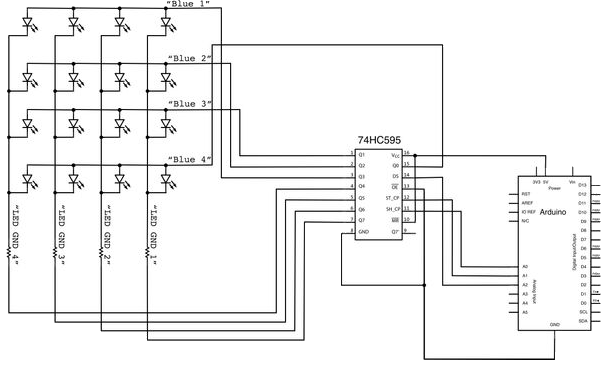 "Blue 1"
"Blue 2"
"Blue 3"
"Blue 4"
"LED GND 4"
"LED GND 3"
"LED GND 2"
"LED GND 1"
74HC595
1 Q1 Vcc 16
2 Q2 Q0 15
3 Q3 DS 14
4 Q4 OE 13
5 Q5 ST_CP 12
6 Q6 SH_CP 11
7 Q7 MR 10
8 GND Q7' 9
3V3 5V Vin
Power
RST
AREF
IO REF
N/C
Arduino
D13
D12
D11
D10
D9
D8
D7
D6
D5
D4
D3
D2
D1
D0
SCL
SDA
Digital Input/Output
Analog Input
A0
A1
A2
A3
A4
A5
GND